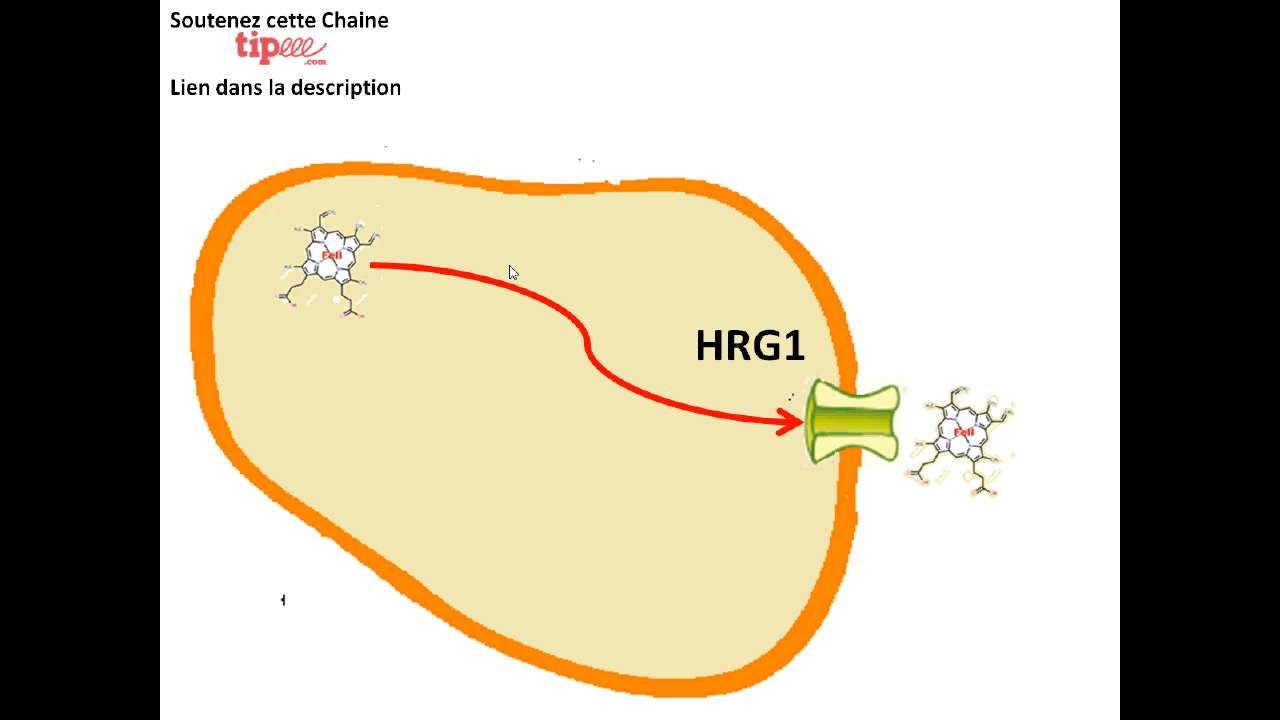 Soutenez cette Chaine
tipeee
.com
Lien dans la description
FeII
HRG1
FeII